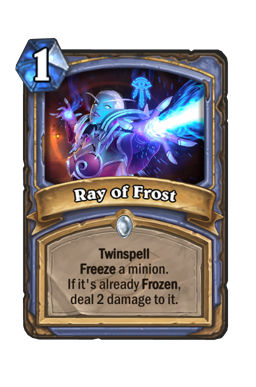 1
Ray of Frost
Twinspell
Freeze a minion.
If it's already Frozen,
deal 2 damage to it.